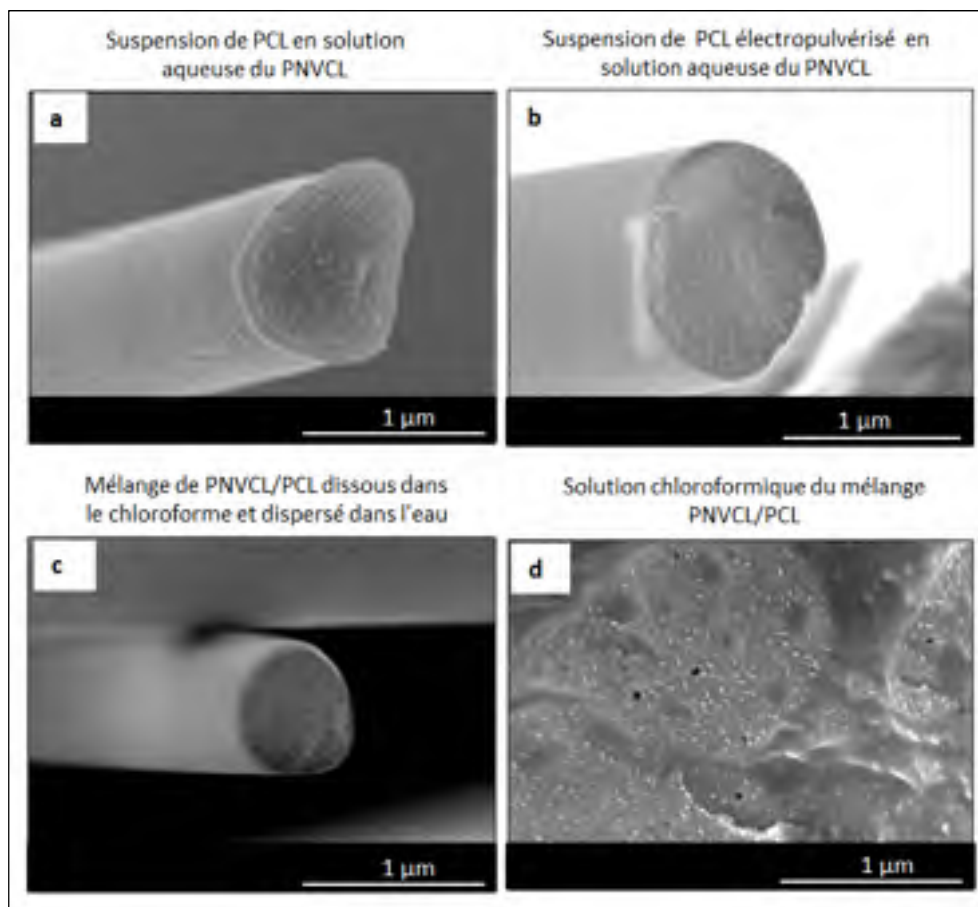 Suspension de PCL en solution
aqueuse du PNVCL
Suspension de PCL électropulvérisé en
solution aqueuse du PNVCL
a
b
1 µm
1 µm
Mélange de PNVCL/PCL dissous dans
le chloroforme et dispersé dans l'eau
Solution chloroformique du mélange
PNVCL/PCL
c
d
1 µm
1 µm